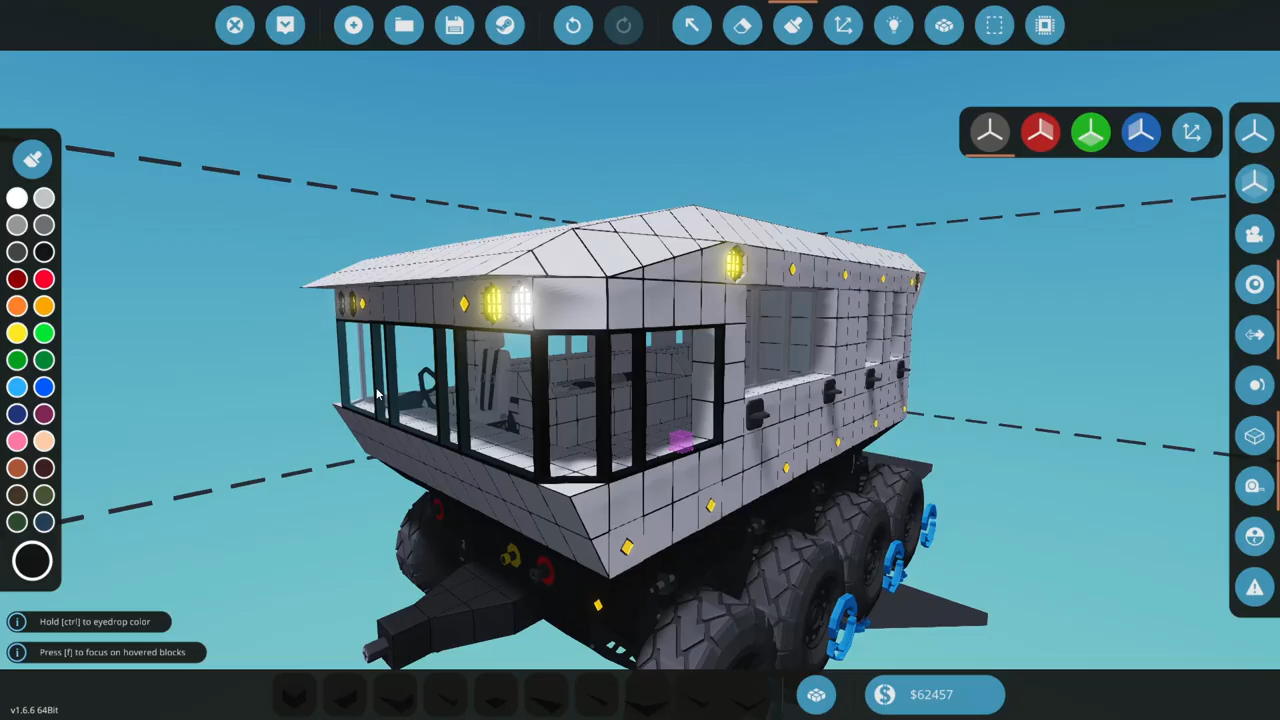 Hold [ctrl] to eyedrop color
Press [f] to focus on hovered blocks
$62457
v1.6.6 64Bit